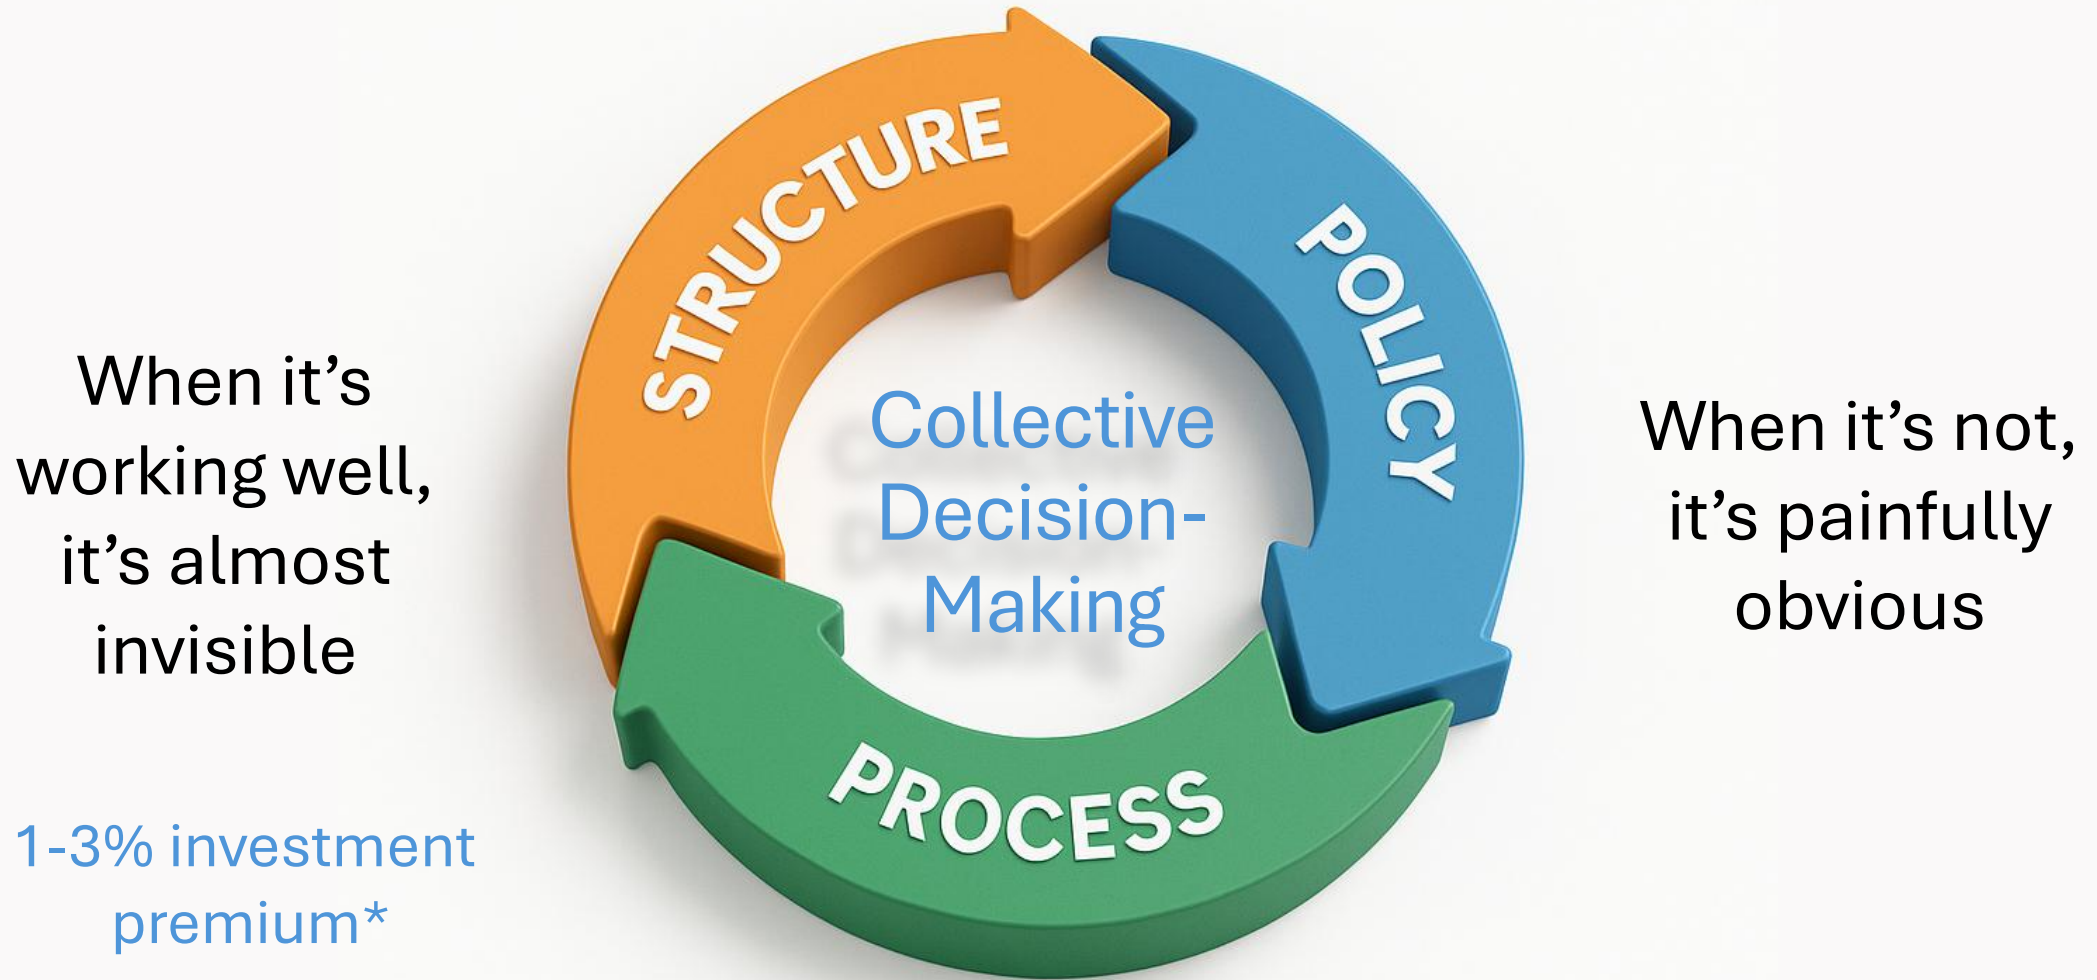 When it’s
working well,
it’s almost
invisible
1-3% investment
premium*
STRUCTURE
POLICY
PROCESS
Collective
Decision-
Making
When it’s not,
it’s painfully
obvious